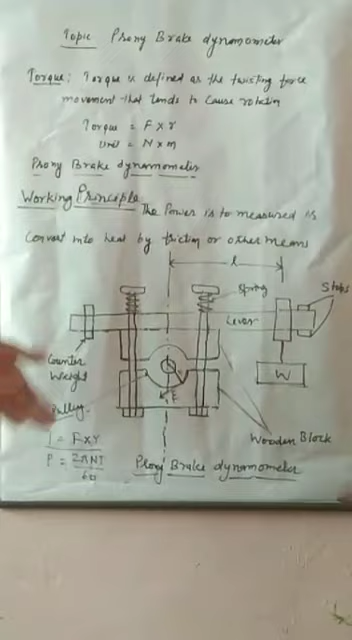 Topic Prony Brake dynamometer
Torque: Torque is defined as the twisting force
movement that tends to cause rotation
Torque = F x r
unit = N x m
Prony Brake dynamometer
Working Principle
The Power is to measured is
Convert into heat by friction or other means
l
Spring
Stops
Lever
Counter
Weight
W
Pulley
F
Wooden Block
= F x r
P = 2πNT
60
Prony Brake dynamometer